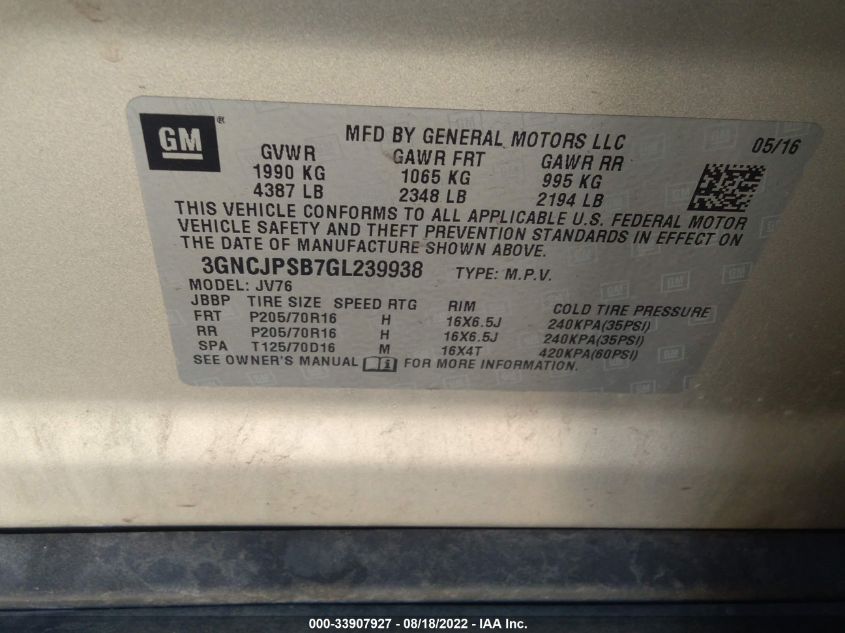 GM®
MFD BY GENERAL MOTORS LLC 05/16
GVWR GAWR FRT GAWR RR
1990 KG 1065 KG 995 KG
4387 LB 2348 LB 2194 LB
THIS VEHICLE CONFORMS TO ALL APPLICABLE U.S. FEDERAL MOTOR
VEHICLE SAFETY AND THEFT PREVENTION STANDARDS IN EFFECT ON
THE DATE OF MANUFACTURE SHOWN ABOVE.
3GNCJPSB7GL239938 TYPE: M.P.V.
MODEL: JV76
JBBP TIRE SIZE SPEED RTG RIM COLD TIRE PRESSURE
FRT P205/70R16 H 16X6.5J 240KPA(35PSI)
RR P205/70R16 H 16X6.5J 240KPA(35PSI)
SPA T125/70D16 M 16X4T 420KPA(60PSI)
SEE OWNER'S MANUAL FOR MORE INFORMATION.
000-33907927 - 08/18/2022 - IAA Inc.